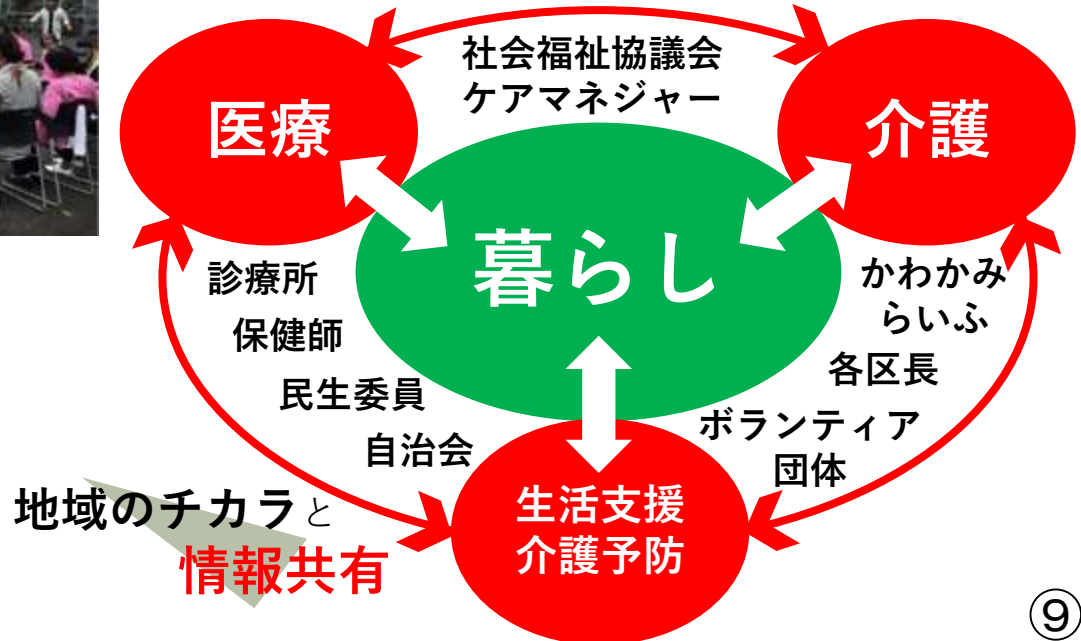 社会福祉協議会
ケアマネジャー
医療
介護
暮らし
診療所
保健師
民生委員
自治会
かわかみ
らいふ
各区長
ボランティア
団体
生活支援
介護予防
地域のチカラと
情報共有
⑨